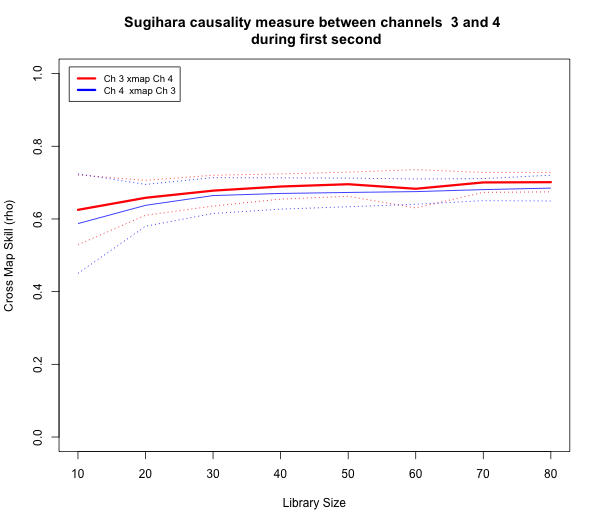 Sugihara causality measure between channels  3 and 4
during first second
Ch 3 xmap Ch 4
Ch 4  xmap Ch 3
Cross Map Skill (rho)
1.0
0.8
0.6
0.4
0.2
0.0
10 20 30 40 50 60 70 80
Library Size